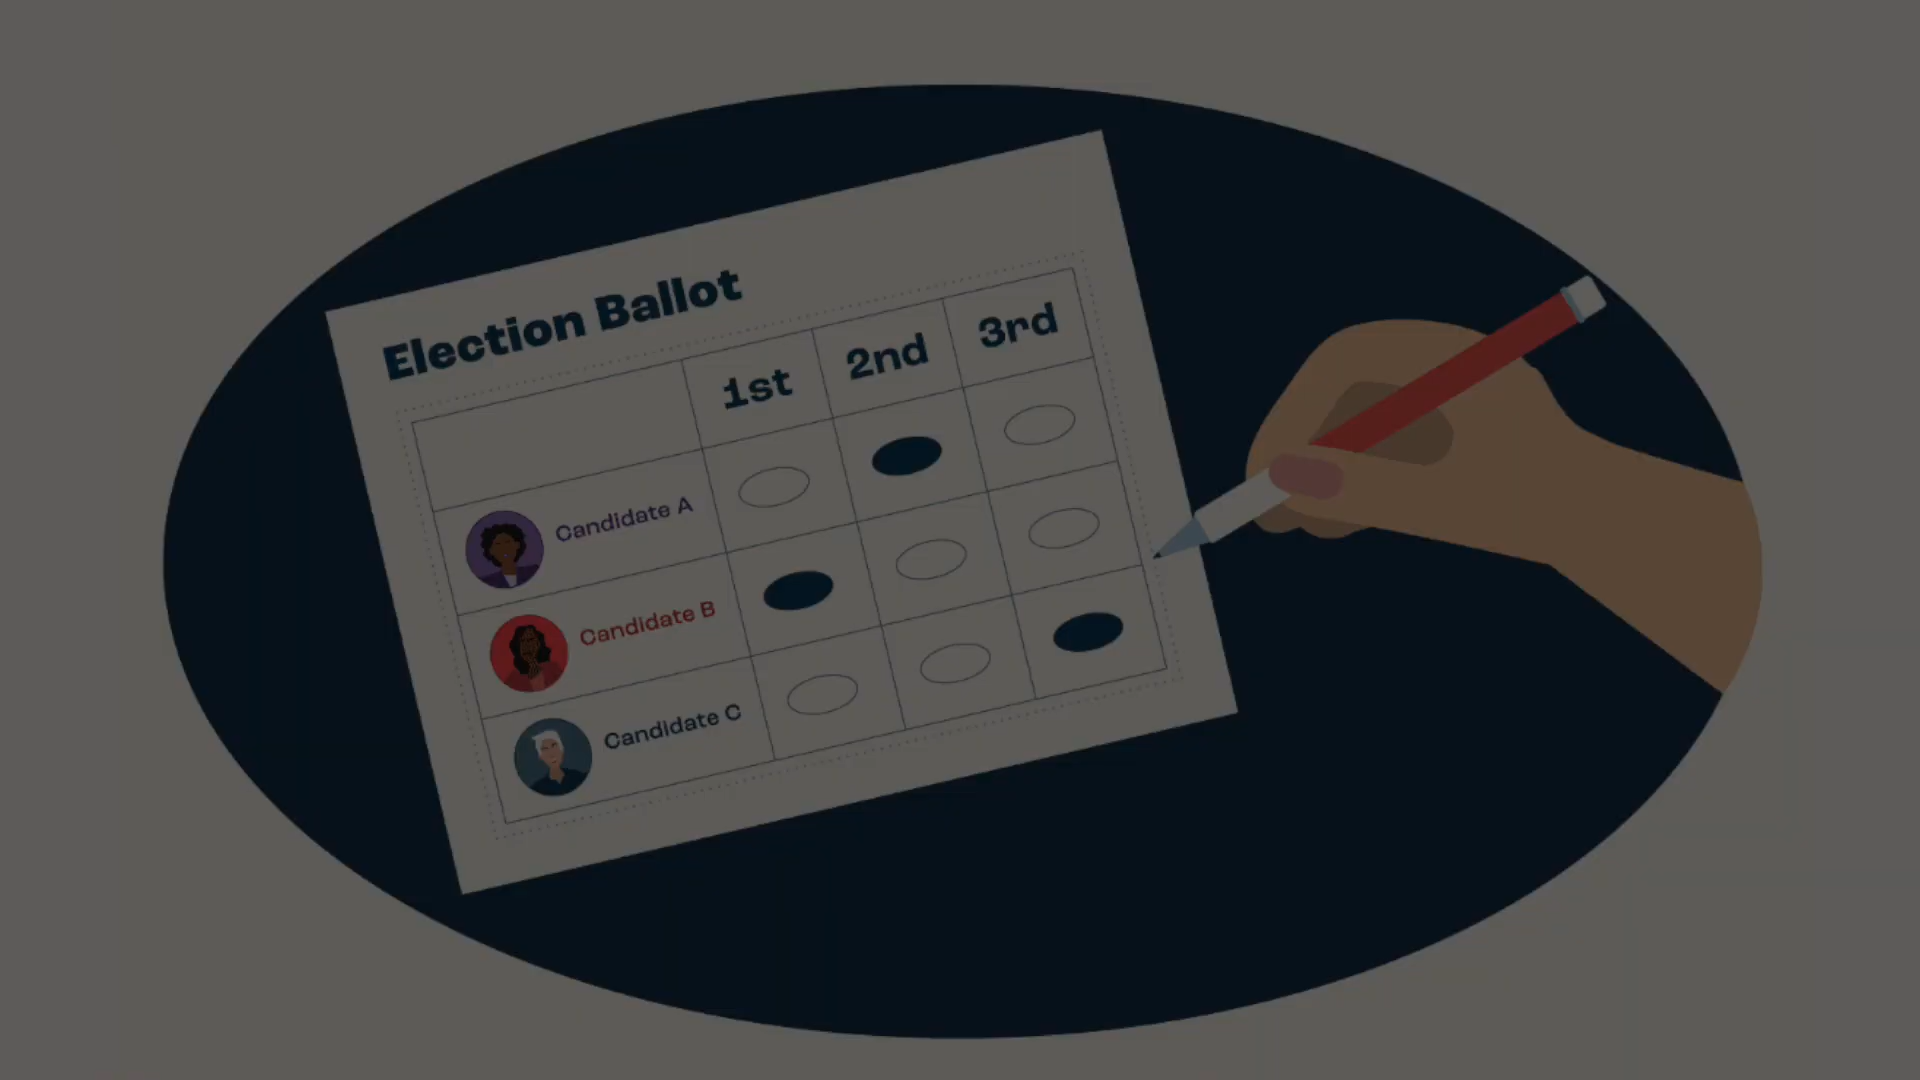 Election Ballot
1st 2nd 3rd
Candidate A
Candidate B
Candidate C